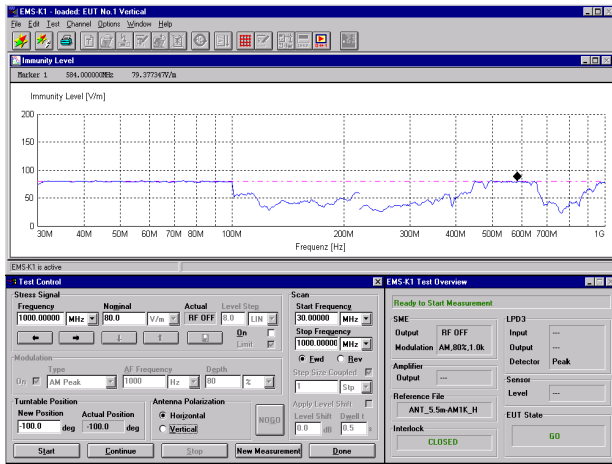 EMS-K1 - loaded: EUT No.1 Vertical
File Edit Test Channel Options Window Help
Immunity Level
Marker 1 584.000000MHz 79.377347V/m
Immunity Level [V/m]
200
150
100
50
0
30M 40M 50M 60M 70M 80M 100M 200M 300M 400M 500M 600M 700M 1G
Frequenz [Hz]
EMS-K1 is active
Test Control
Stress Signal
Frequency Nominal Actual Level Step
1000.00000 MHz 80.0 V/m RF OFF 8.0 LIN
On
Limit
Modulation
Type AF Frequency Depth
On AM Peak 1000 Hz 80 %
Turntable Position
New Position Actual Position
-100.0 deg -100.0 deg
Antenna Polarization
Horizontal
Vertical
NOGO
Scan
Start Frequency
30.00000 MHz
Stop Frequency
1000.00000 MHz
Fwd Rev
Step Size Coupled
1 Stp
Apply Level Shift
Level Shift Dwell t
0.0 dB 0.5 s
Start Continue Stop New Measurement Done
EMS-K1 Test Overview
Ready to Start Measurement
SME
Output RF OFF
Modulation AM,80%,1.0k
Amplifier
Output ---
Reference File
ANT_5.5m-AM1K_H
Interlock
CLOSED
LPD3
Input ---
Output ---
Detector Peak
Sensor
Level ---
EUT State
GO